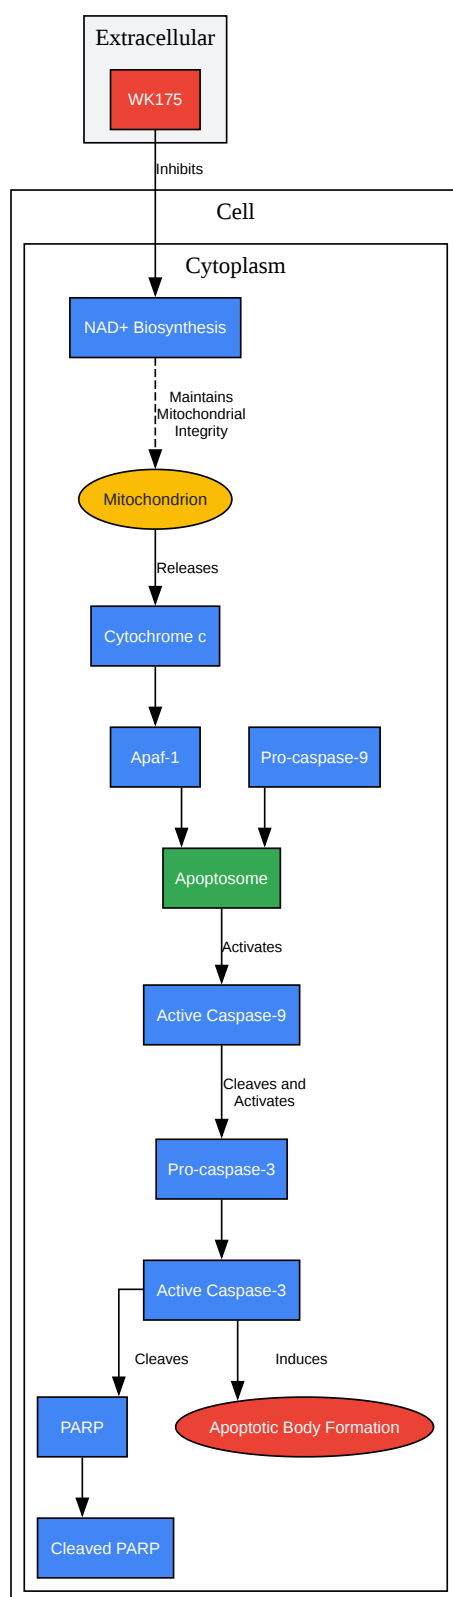 Extracellular
WK175
Inhibits
Cell
Cytoplasm
NAD+ Biosynthesis
Maintains
Mitochondrial
Integrity
Mitochondrion
Releases
Cytochrome c
Apaf-1
Pro-caspase-9
Apoptosome
Activates
Active Caspase-9
Cleaves and
Activates
Pro-caspase-3
Active Caspase-3
Cleaves
Induces
PARP
Apoptotic Body Formation
Cleaved PARP